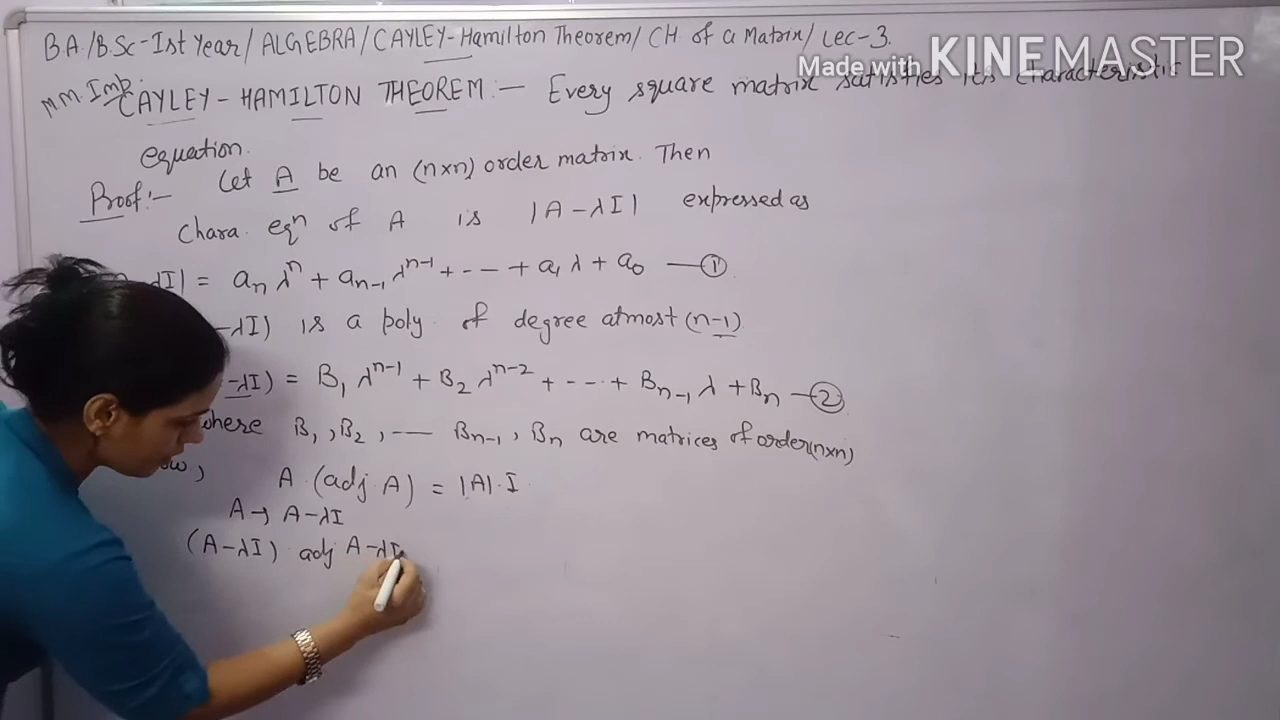 B.A./B.Sc-Ist Year/ ALGEBRA/ CAYLEY-Hamilton Theorem/ CH. of a Matrix/ Lec-3.
Made with KINEMASTER
M.M. Imp. CAYLEY-HAMILTON THEOREM:- Every square matrix satisfies its characteristic
equation.
Proof:- Let A be an (n×n) order matrix. Then
Chara. eqⁿ of A is |A-λI| expressed as
λI| = aₙ λⁿ + aₙ₋₁ λⁿ⁻¹ + --- + a₁ λ + a₀ —①
-λI) is a poly. of degree atmost (n-1)
-λI) = B₁ λⁿ⁻¹ + B₂ λⁿ⁻² + --- + Bₙ₋₁ λ + Bₙ —②
where B₁, B₂, --- Bₙ₋₁, Bₙ are matrices of order(n×n)
A. (adj. A) = |A|. I.
A → A-λI
(A-λI) adj A-λI